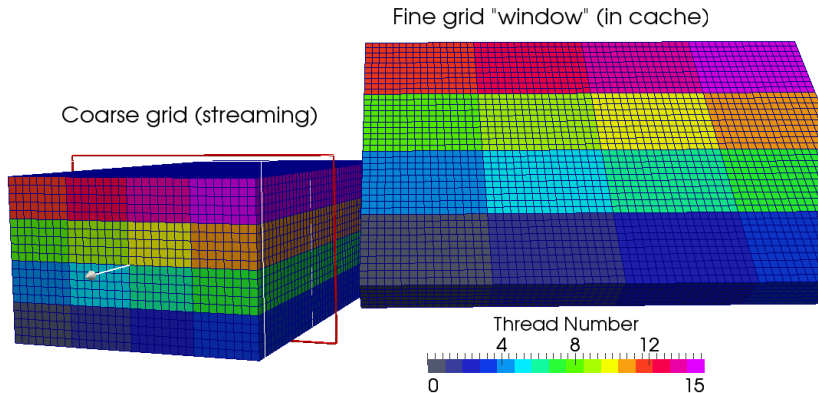 Fine grid "window" (in cache)
Coarse grid (streaming)
Thread Number
4 8 12
0 15